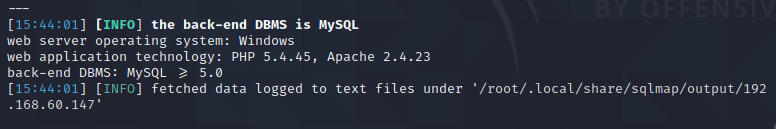 ---
BY OFFENSIV
[15:44:01] [INFO] the back-end DBMS is MySQL
web server operating system: Windows
web application technology: PHP 5.4.45, Apache 2.4.23
back-end DBMS: MySQL ≥ 5.0
[15:44:01] [INFO] fetched data logged to text files under '/root/.local/share/sqlmap/output/192
.168.60.147'